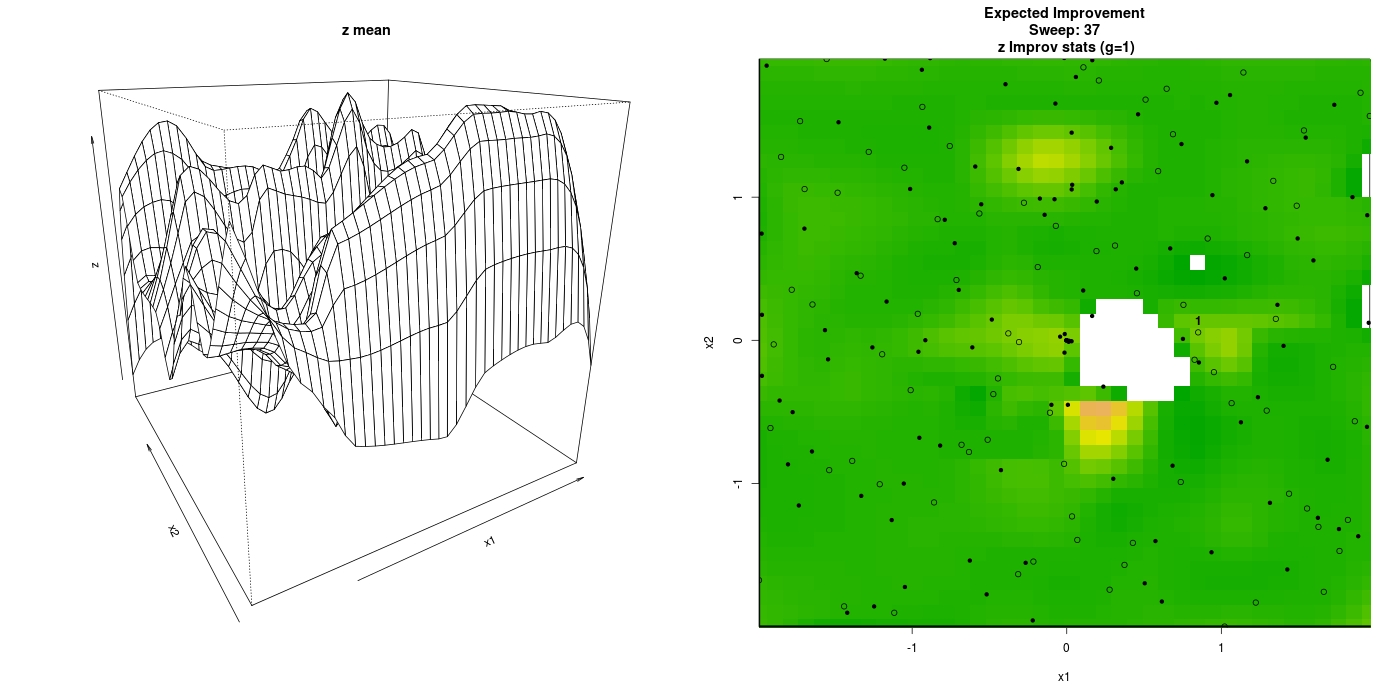 z mean
z
x2
x1
Expected Improvement
Sweep: 37
z Improv stats (g=1)
1
0
-1
x2
1
-1
0
1
x1